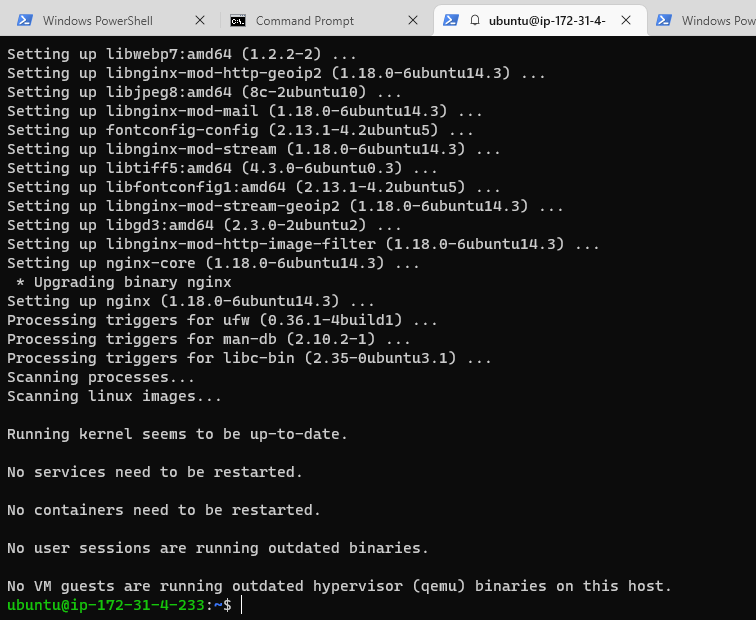 Windows PowerShell
Command Prompt
ubuntu@ip-172-31-4-
Windows Pow
Setting up libwebp7:amd64 (1.2.2-2) ...
Setting up libnginx-mod-http-geoip2 (1.18.0-6ubuntu14.3) ...
Setting up libjpeg8:amd64 (8c-2ubuntu10) ...
Setting up libnginx-mod-mail (1.18.0-6ubuntu14.3) ...
Setting up fontconfig-config (2.13.1-4.2ubuntu5) ...
Setting up libnginx-mod-stream (1.18.0-6ubuntu14.3) ...
Setting up libtiff5:amd64 (4.3.0-6ubuntu0.3) ...
Setting up libfontconfig1:amd64 (2.13.1-4.2ubuntu5) ...
Setting up libnginx-mod-stream-geoip2 (1.18.0-6ubuntu14.3) ...
Setting up libgd3:amd64 (2.3.0-2ubuntu2) ...
Setting up libnginx-mod-http-image-filter (1.18.0-6ubuntu14.3) ...
Setting up nginx-core (1.18.0-6ubuntu14.3) ...
 * Upgrading binary nginx
Setting up nginx (1.18.0-6ubuntu14.3) ...
Processing triggers for ufw (0.36.1-4build1) ...
Processing triggers for man-db (2.10.2-1) ...
Processing triggers for libc-bin (2.35-0ubuntu3.1) ...
Scanning processes...
Scanning linux images...
Running kernel seems to be up-to-date.
No services need to be restarted.
No containers need to be restarted.
No user sessions are running outdated binaries.
No VM guests are running outdated hypervisor (qemu) binaries on this host.
ubuntu@ip-172-31-4-233:~$